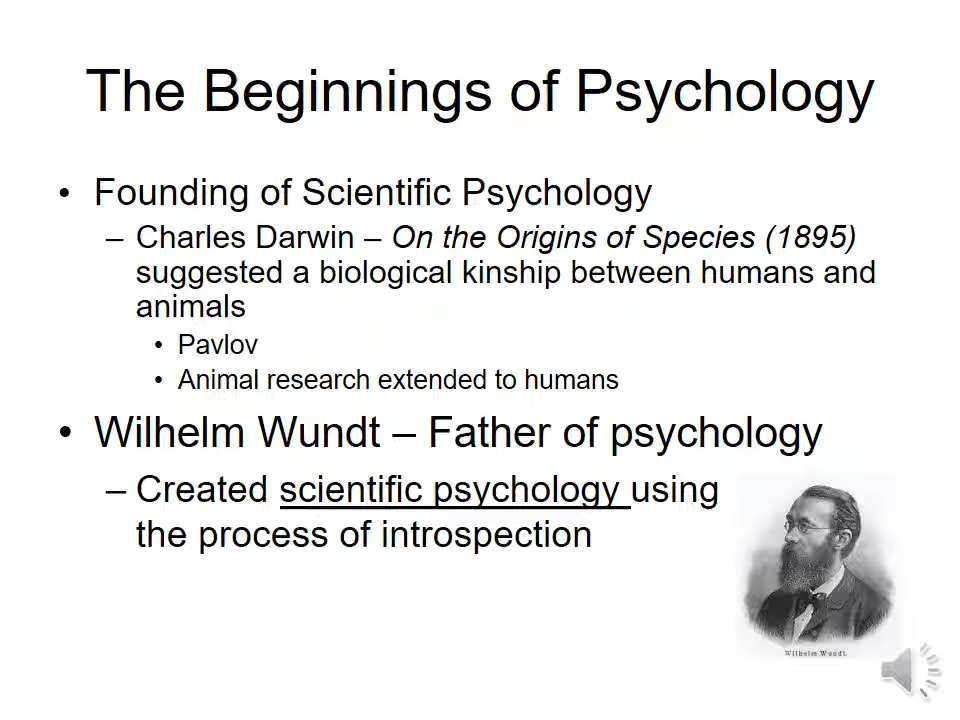 The Beginnings of Psychology
• Founding of Scientific Psychology
– Charles Darwin – On the Origins of Species (1895)
suggested a biological kinship between humans and
animals
• Pavlov
• Animal research extended to humans
• Wilhelm Wundt – Father of psychology
– Created scientific psychology using
the process of introspection
Wilhelm Wundt.